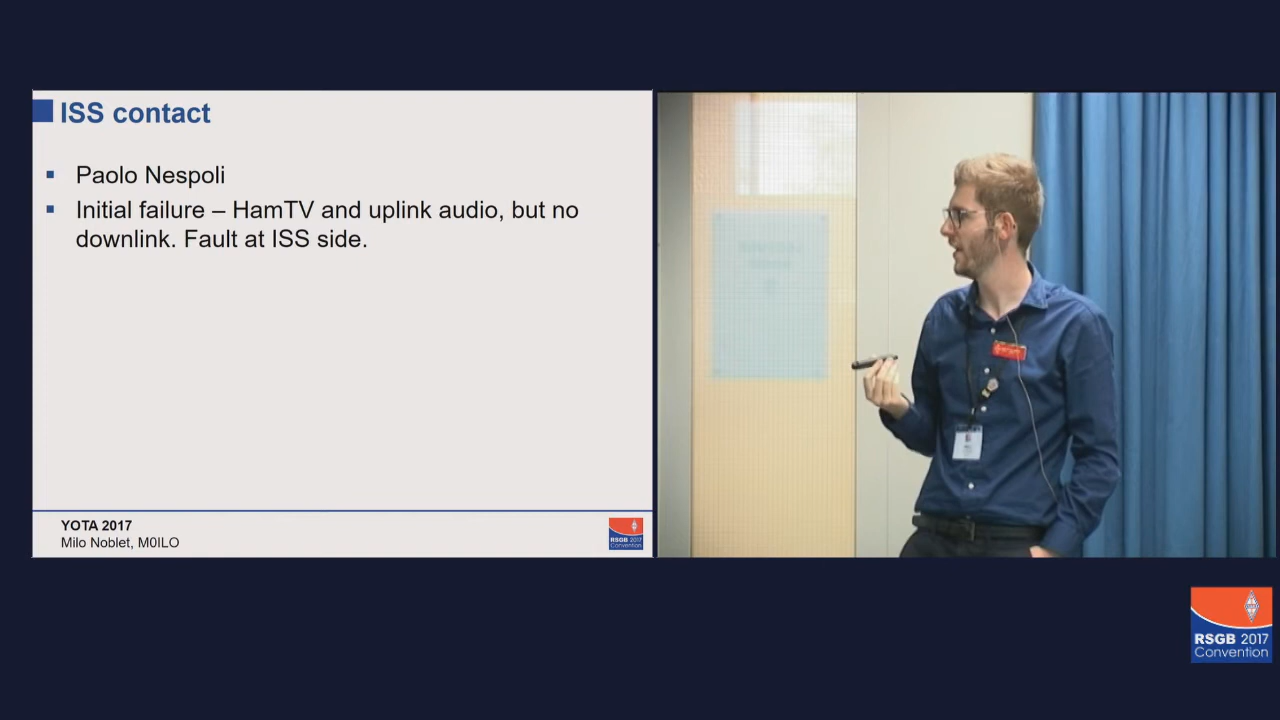 ISS contact
Paolo Nespoli
Initial failure – HamTV and uplink audio, but no
downlink. Fault at ISS side.
YOTA 2017
Milo Noblet, M0ILO
RSGB 2017
Convention
RSGB 2017
Convention